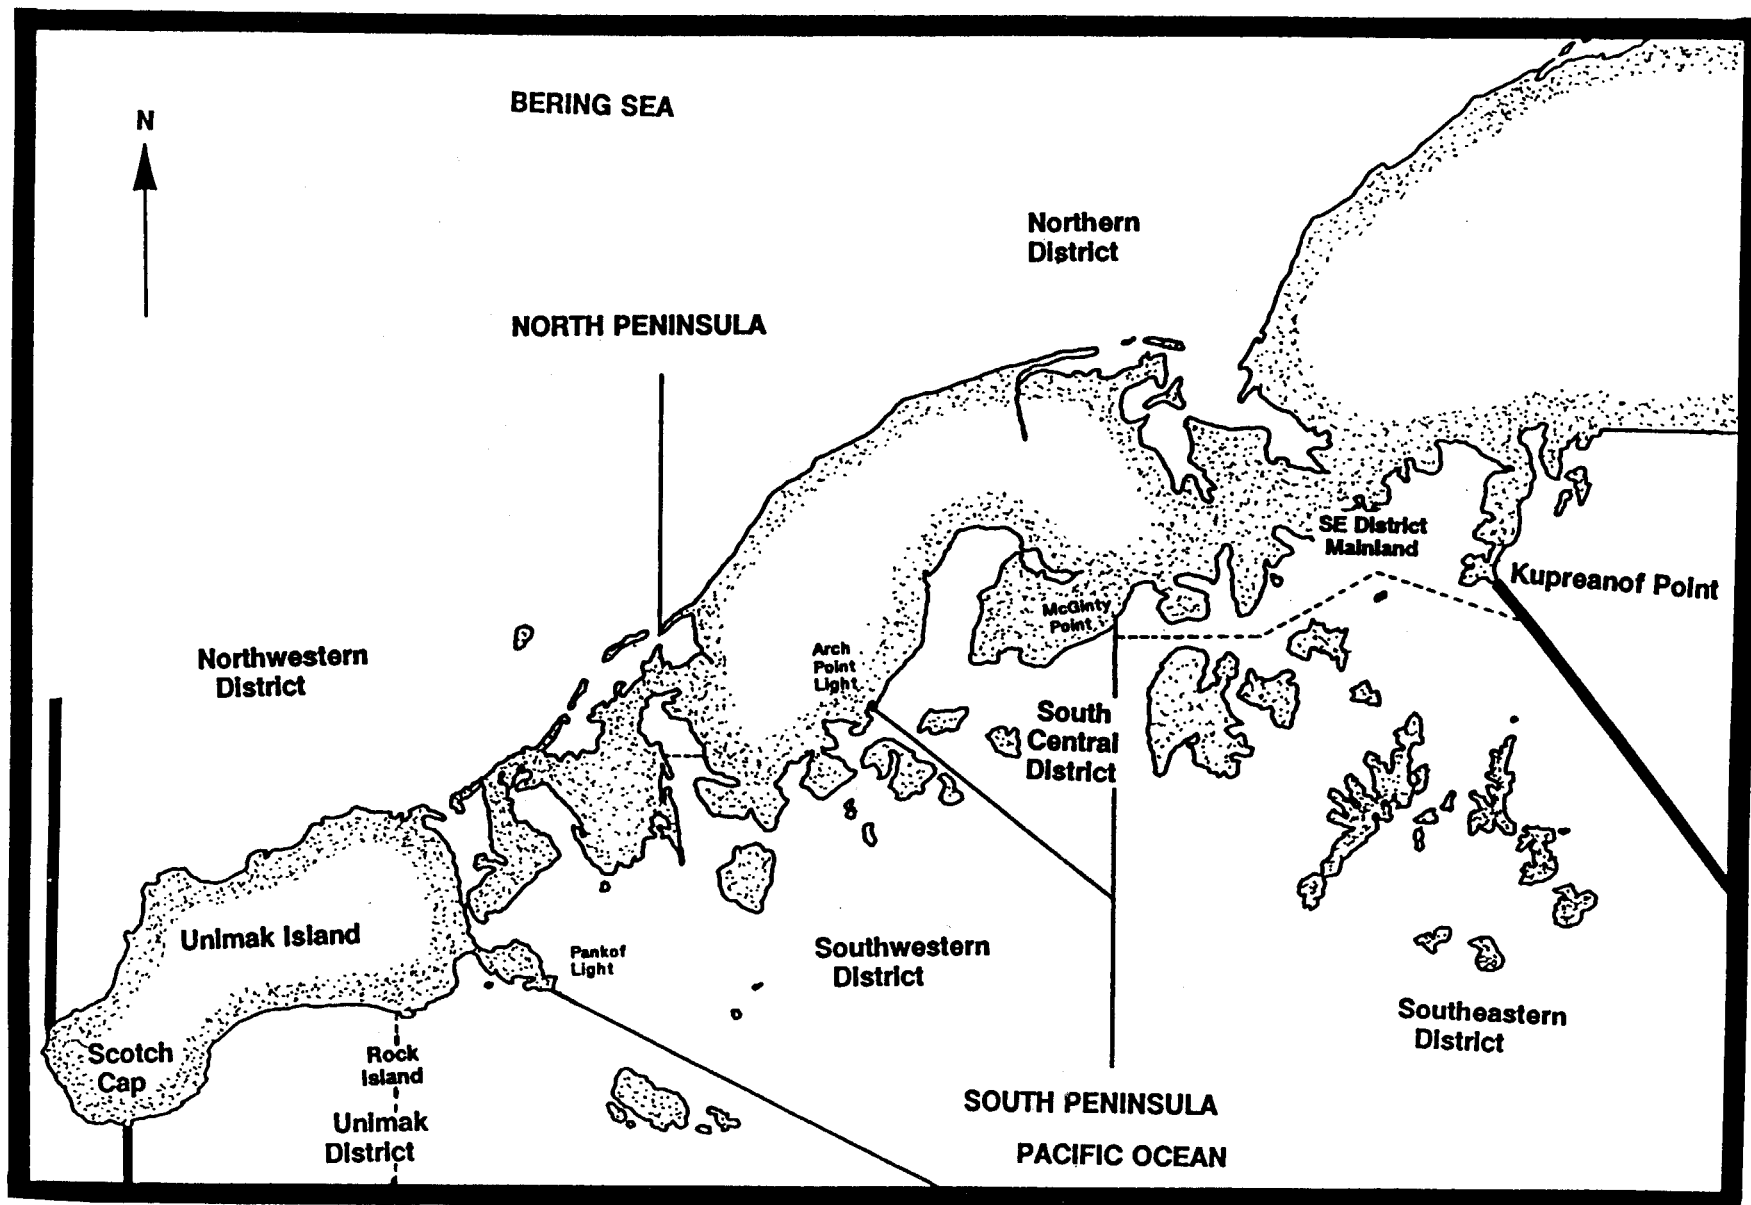 BERING SEA
N
Northern
District
NORTH PENINSULA
SE District
Mainland
Kupreanof Point
McGinty
Point
Northwestern
District
Arch
Point
Light
South
Central
District
Unimak Island
Pankof
Light
Southwestern
District
Southeastern
District
Scotch
Cap
Rock
Island
Unimak
District
SOUTH PENINSULA
PACIFIC OCEAN